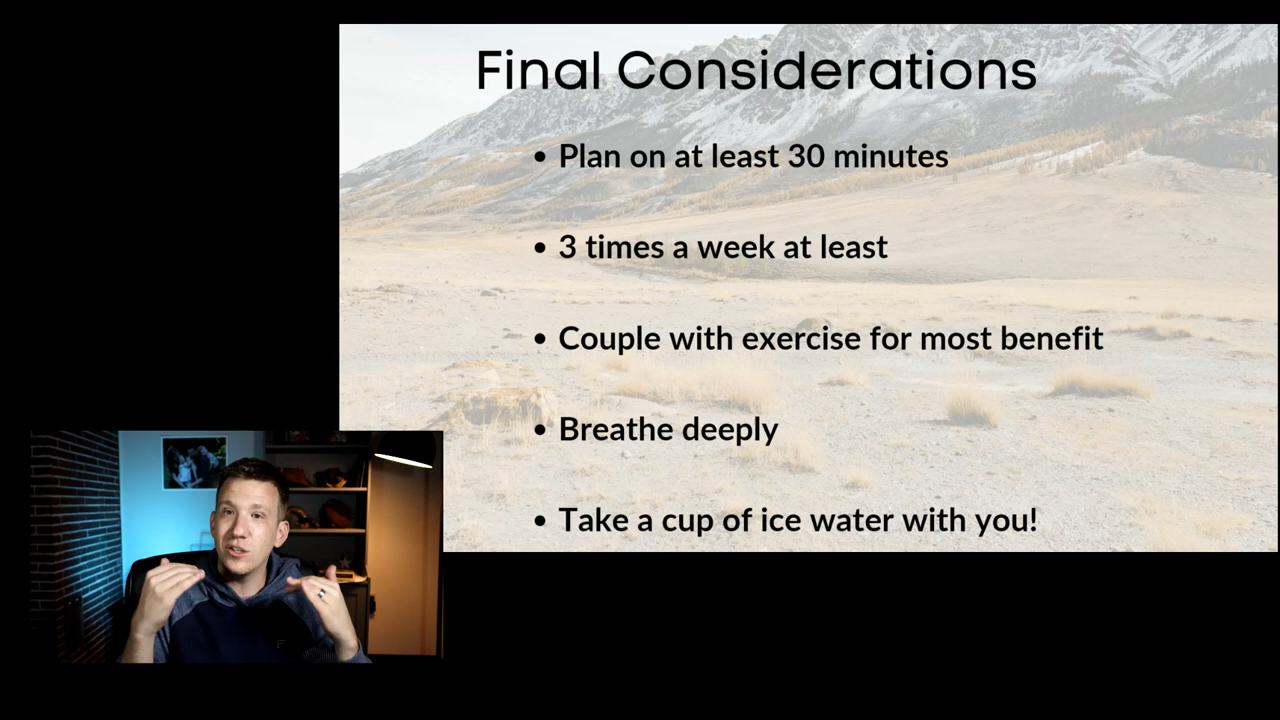 Final Considerations
• Plan on at least 30 minutes
• 3 times a week at least
• Couple with exercise for most benefit
• Breathe deeply
• Take a cup of ice water with you!